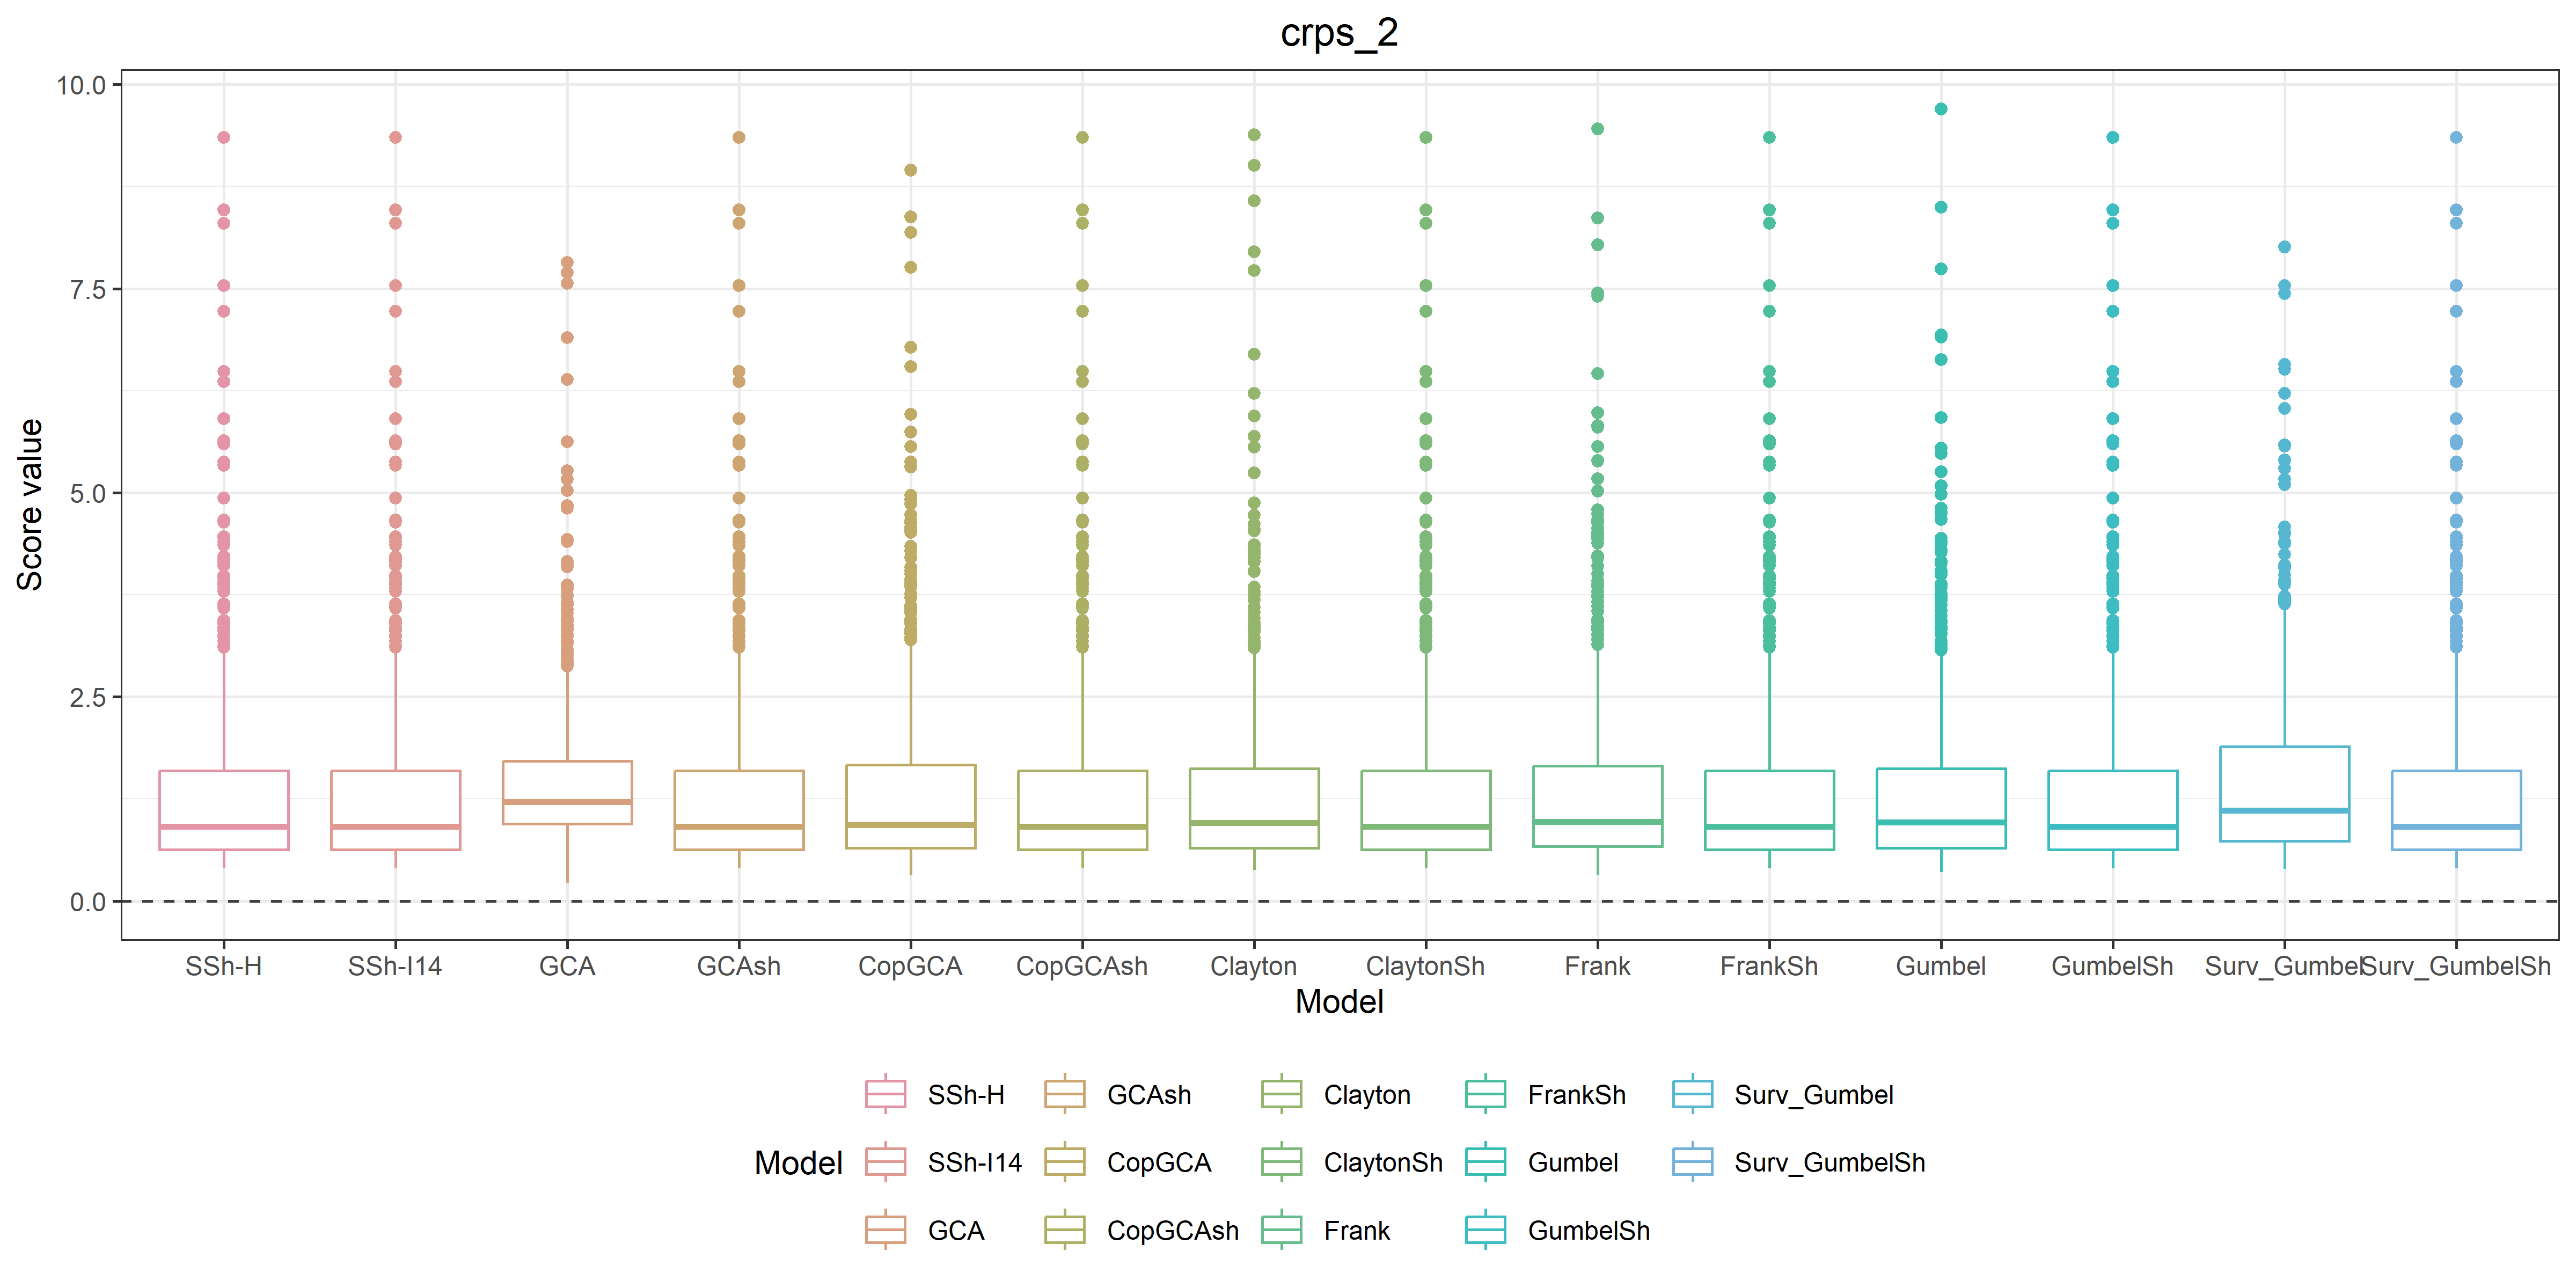 crps_2
10.0
7.5
5.0
2.5
0.0
Score value
SSh-H SSh-I14 GCA GCAsh CopGCA CopGCAsh Clayton ClaytonSh Frank FrankSh Gumbel GumbelSh Surv_Gumbel Surv_GumbelSh
Model
Model
SSh-H GCAsh Clayton FrankSh Surv_Gumbel
SSh-I14 CopGCA ClaytonSh Gumbel Surv_GumbelSh
GCA CopGCAsh Frank GumbelSh